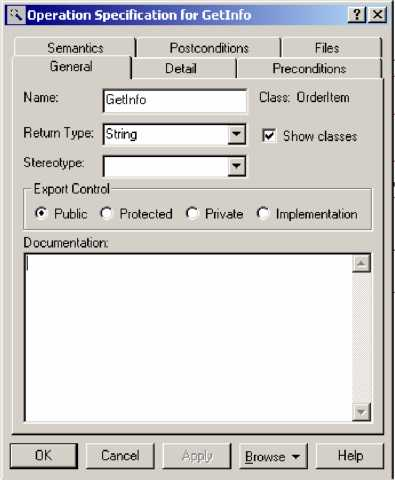 Operation Specification for GetInfo
Semantics Postconditions Files
General Detail Preconditions
Name: GetInfo Class: OrderItem
Return Type: String Show classes
Stereotype:
Export Control
Public Protected Private Implementation
Documentation:
OK Cancel Apply Browse Help